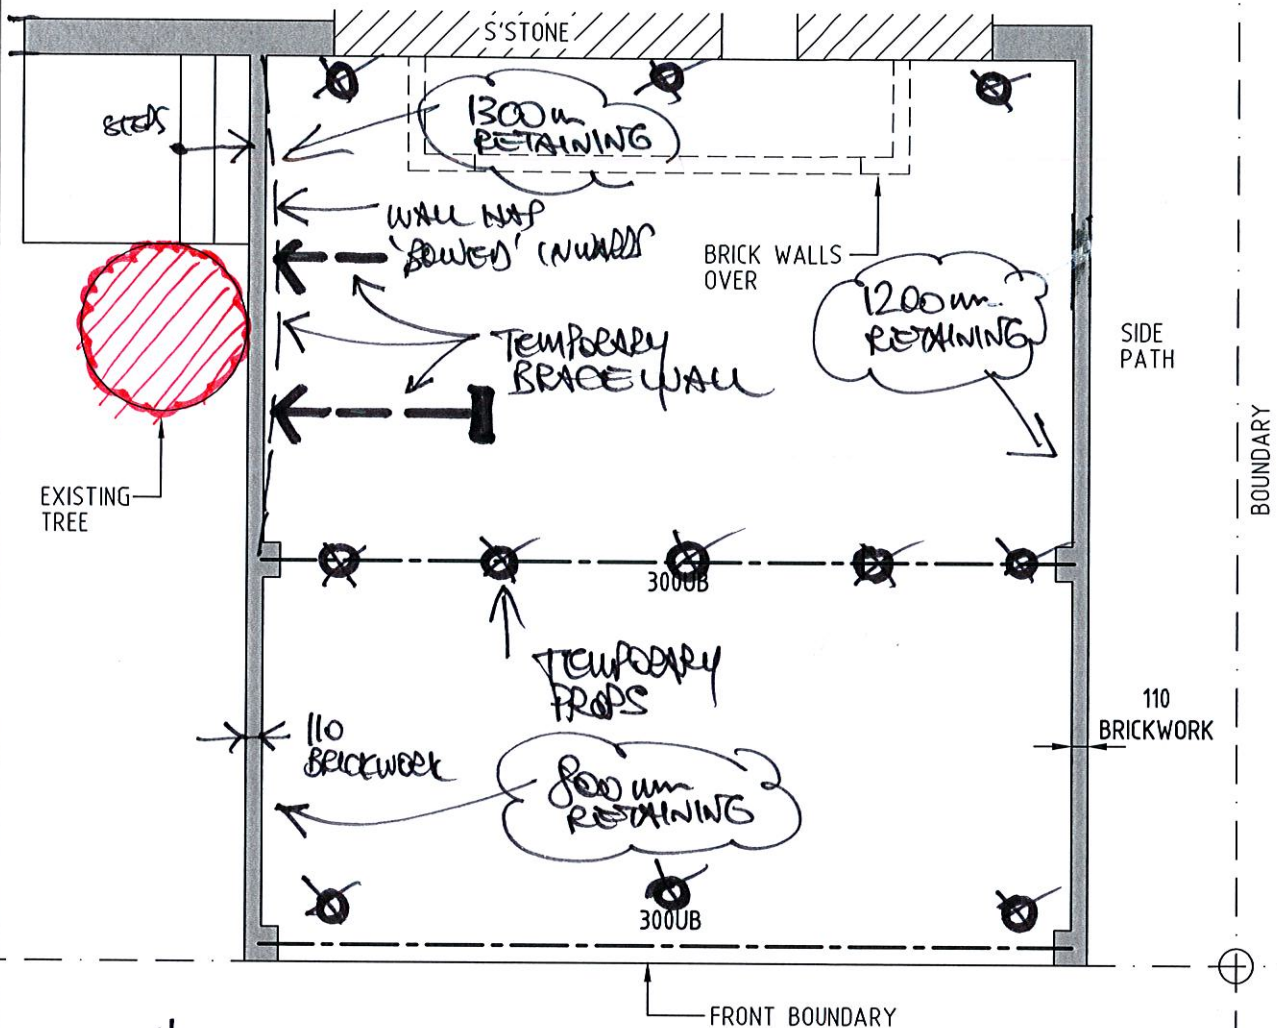 S'STONE
1300mm
RETAINING
STEPS
WALL HAS
'BOWED' INWARDS
BRICK WALLS
OVER
1200mm
RETAINING
SIDE
PATH
TEMPORARY
BRACE WALL
BOUNDARY
EXISTING
TREE
300UB
TEMPORARY
PROPS
110
BRICKWORK
110
BRICKWORK
800mm
RETAINING
300UB
FRONT BOUNDARY